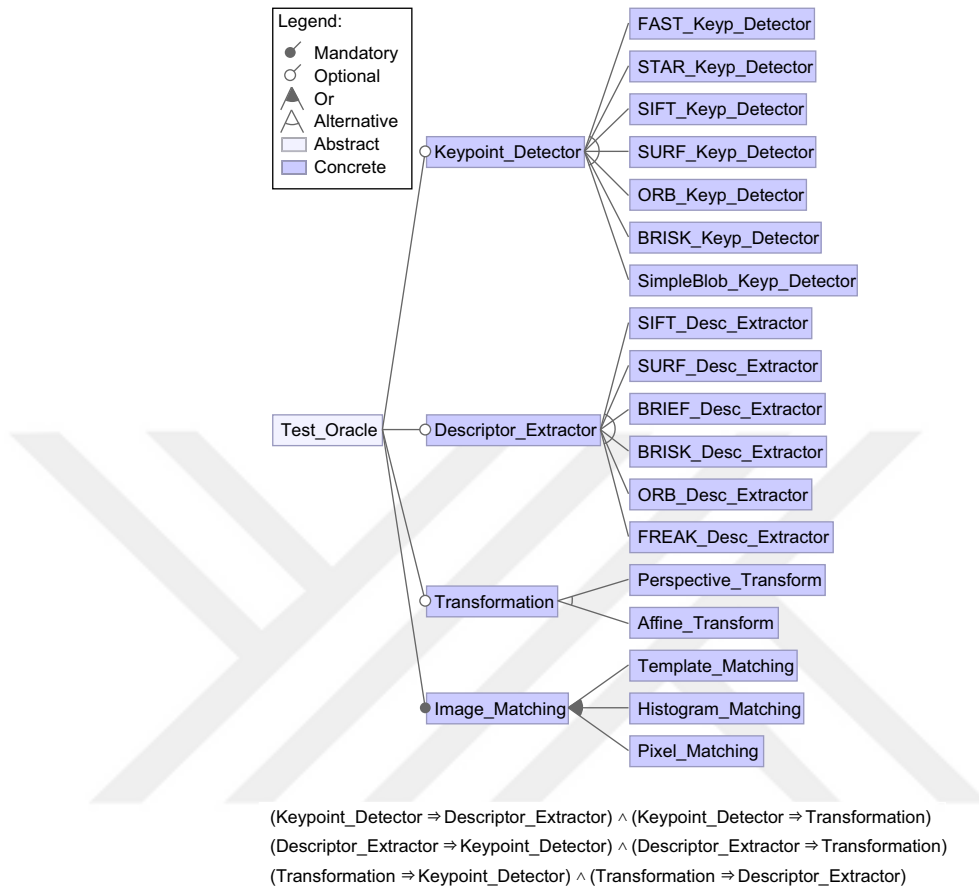 Legend:
Mandatory
Optional
Or
Alternative
Abstract
Concrete
FAST_Keyp_Detector
STAR_Keyp_Detector
SIFT_Keyp_Detector
Keypoint_Detector
SURF_Keyp_Detector
ORB_Keyp_Detector
BRISK_Keyp_Detector
SimpleBlob_Keyp_Detector
SIFT_Desc_Extractor
SURF_Desc_Extractor
BRIEF_Desc_Extractor
Test_Oracle
Descriptor_Extractor
BRISK_Desc_Extractor
ORB_Desc_Extractor
FREAK_Desc_Extractor
Perspective_Transform
Transformation
Affine_Transform
Template_Matching
Image_Matching
Histogram_Matching
Pixel_Matching
(Keypoint_Detector ⇒ Descriptor_Extractor) ∧ (Keypoint_Detector ⇒ Transformation)
(Descriptor_Extractor ⇒ Keypoint_Detector) ∧ (Descriptor_Extractor ⇒ Transformation)
(Transformation ⇒ Keypoint_Detector) ∧ (Transformation ⇒ Descriptor_Extractor)